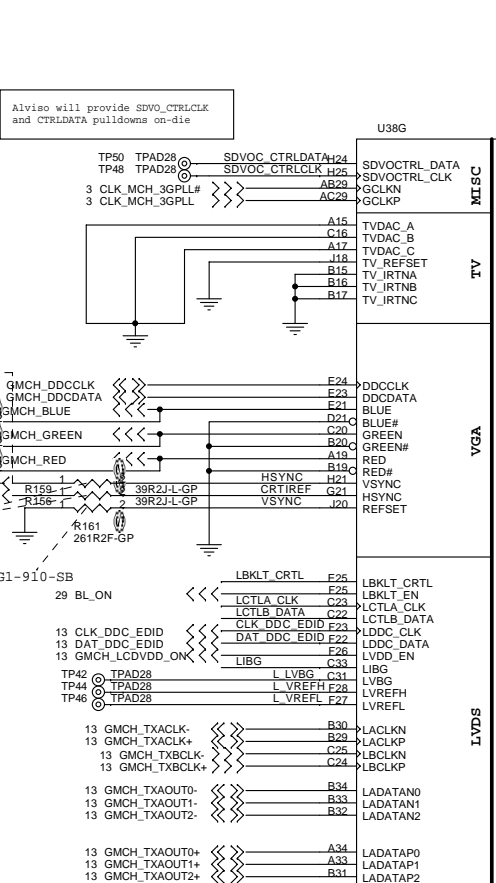 Alviso will provide SDVO_CTRLCLK
and CTRLDATA pulldowns on-die
U38G
TP50 TPAD28 SDVOC_CTRLDATA H24 SDVOCTRL_DATA
TP48 TPAD28 SDVOC_CTRLCLK H25 SDVOCTRL_CLK
3 CLK_MCH_3GPLL# AB29 GCLKN
3 CLK_MCH_3GPLL AC29 GCLKP
MISC
A15 TVDAC_A
C16 TVDAC_B
A17 TVDAC_C
J18 TV_REFSET
B15 TV_IRTNA
B16 TV_IRTNB
B17 TV_IRTNC
TV
GMCH_DDCCLK E24 DDCCLK
GMCH_DDCDATA E23 DDCDATA
GMCH_BLUE E21 BLUE
D21 BLUE#
GMCH_GREEN C20 GREEN
B20 GREEN#
GMCH_RED A19 RED
B19 RED#
1 HSYNC H21 VSYNC
R159 39R2J-L-GP CRTIREF G21 HSYNC
R156 1 39R2J-L-GP VSYNC J20 REFSET
VGA
R161
261R2F-GP
G1-910-SB
LBKLT_CRTL E25 LBKLT_CRTL
29 BL_ON F25 LBKLT_EN
LCTLA_CLK C23 LCTLA_CLK
LCTLB_DATA C22 LCTLB_DATA
13 CLK_DDC_EDID CLK_DDC_EDID F23 LDDC_CLK
13 DAT_DDC_EDID DAT_DDC_EDID F22 LDDC_DATA
13 GMCH_LCDVDD_ON F26 LVDD_EN
LIBG C33 LIBG
TP42 TPAD28 L_LVBG C31 LVBG
TP44 TPAD28 L_VREFH F28 LVREFH
TP46 TPAD28 L_VREFL F27 LVREFL
13 GMCH_TXACLK- B30 LACLKN
13 GMCH_TXACLK+ B29 LACLKP
13 GMCH_TXBCLK- C25 LBCLKN
13 GMCH_TXBCLK+ C24 LBCLKP
LVDS
13 GMCH_TXAOUT0- B34 LADATAN0
13 GMCH_TXAOUT1- B33 LADATAN1
13 GMCH_TXAOUT2- B32 LADATAN2
13 GMCH_TXAOUT0+ A34 LADATAP0
13 GMCH_TXAOUT1+ A33 LADATAP1
13 GMCH_TXAOUT2+ B31 LADATAP2